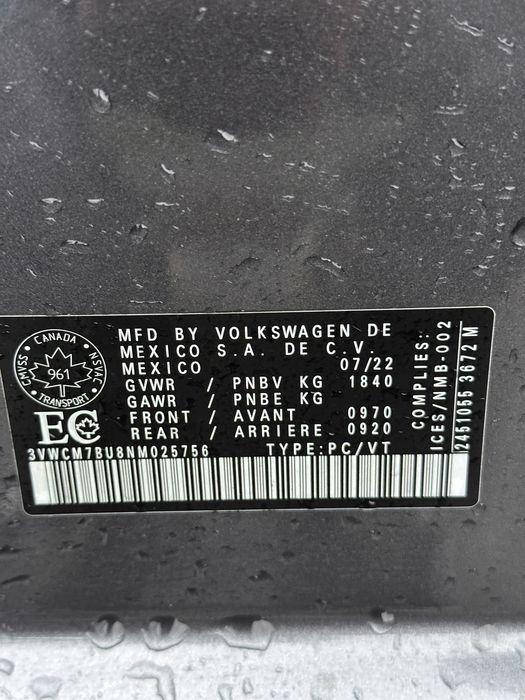 CANADA
CMVSS
NSVAC
961
TRANSPORT
EC
MFD BY VOLKSWAGEN DE
MEXICO S.A. DE C.V.
MEXICO 07/22
GVWR / PNBV KG 1840
GAWR / PNBE KG
FRONT / AVANT 0970
REAR / ARRIERE 0920
3VWCM7BU8NM025756 TYPE:PC/VT
COMPLIES:
ICES/NMB-002
2451055 3672 M